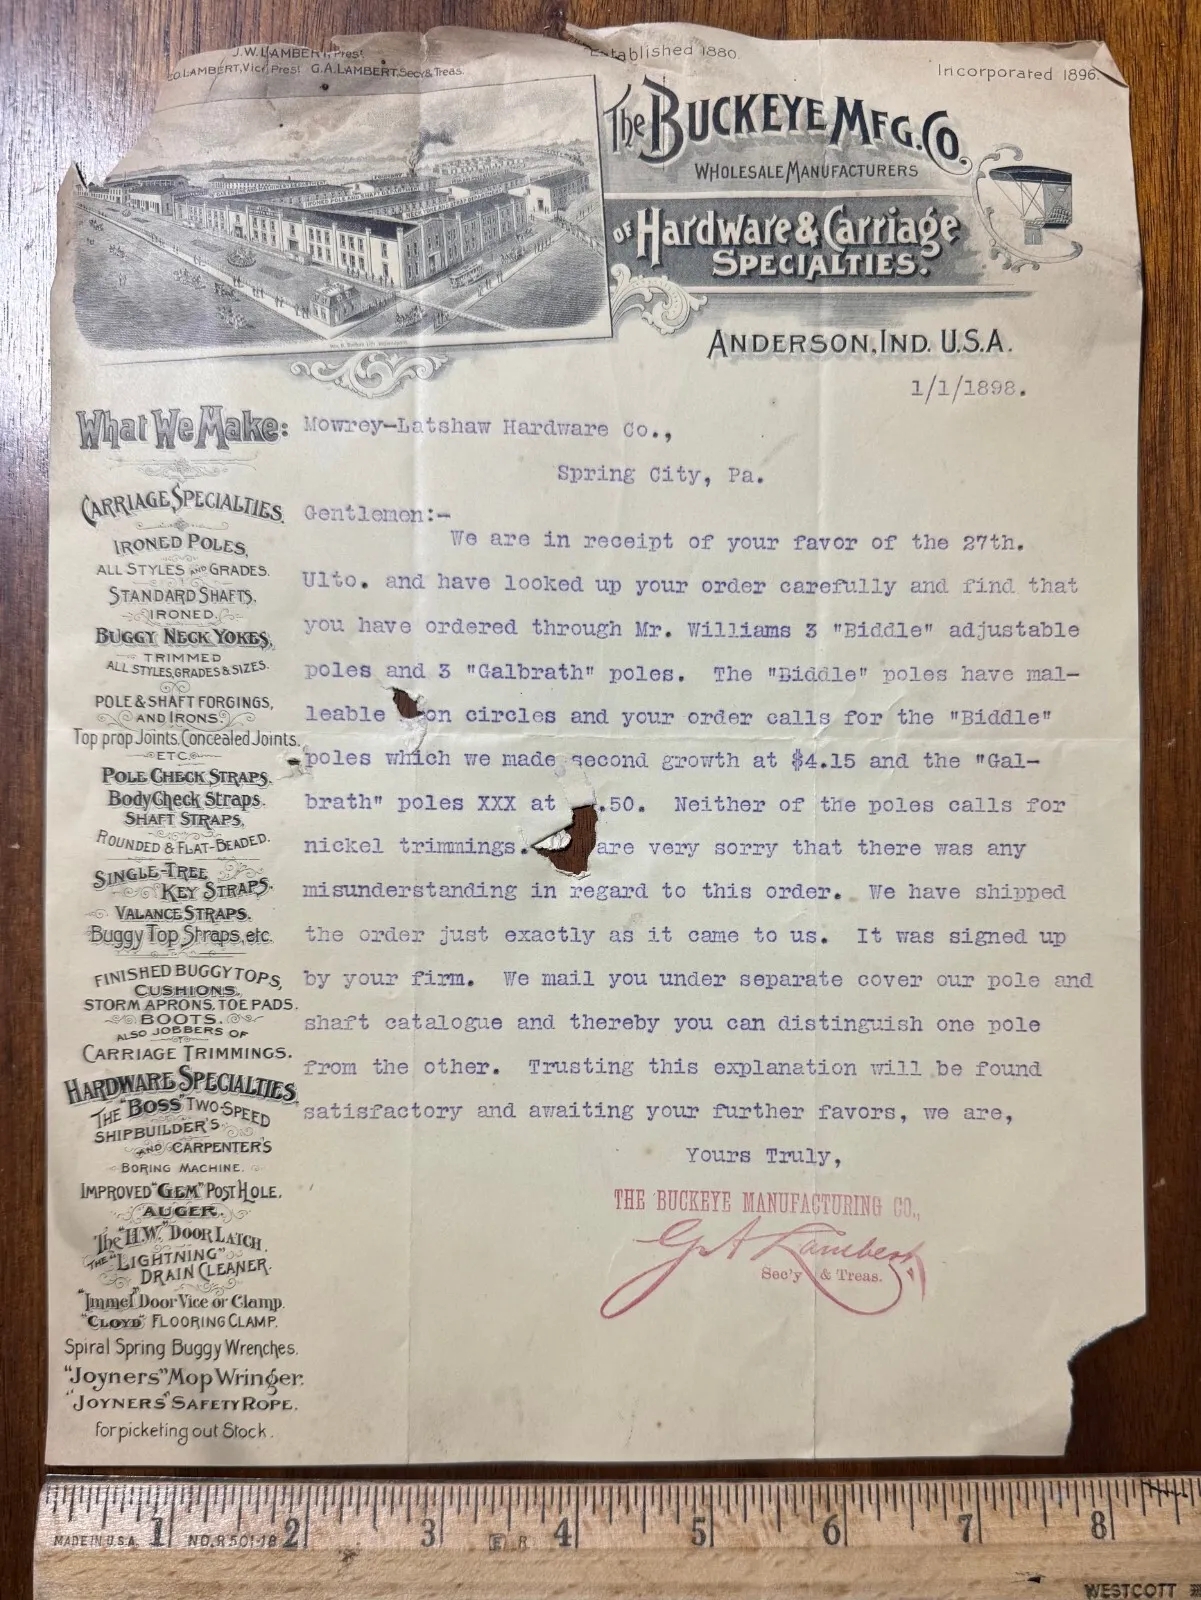 J.W. LAMBERT, Prest
Established 1880.
LAMBERT, Vice Prest G.A. LAMBERT, Secy & Treas.
Incorporated 1896.
The BUCKEYE MFG. CO.
WHOLESALE MANUFACTURERS
OF Hardware & Carriage
SPECIALTIES.
ANDERSON, IND. U.S.A.
1/1/1898.
What We Make:
CARRIAGE SPECIALTIES.
IRONED POLES,
ALL STYLES AND GRADES.
STANDARD SHAFTS,
IRONED.
BUGGY NECK YOKES,
TRIMMED
ALL STYLES, GRADES & SIZES.
POLE & SHAFT FORGINGS,
AND IRONS
Top prop Joints, Concealed Joints,
ETC.
POLE CHECK STRAPS.
Body Check Straps.
SHAFT STRAPS,
ROUNDED & FLAT-BEADED.
SINGLE-TREE
KEY STRAPS.
VALANCE STRAPS.
Buggy Top Straps, etc.
FINISHED BUGGY TOPS,
CUSHIONS,
STORM APRONS, TOE PADS.
BOOTS.
ALSO JOBBERS OF
CARRIAGE TRIMMINGS.
HARDWARE SPECIALTIES
THE "BOSS" TWO-SPEED
SHIPBUILDER'S
AND CARPENTER'S
BORING MACHINE.
IMPROVED "GEM" POST HOLE,
AUGER.
The "H.W." DOOR LATCH,
THE "LIGHTNING"
DRAIN CLEANER.
"Immel" Door Vice or Clamp.
"CLOYD" FLOORING CLAMP.
Spiral Spring Buggy Wrenches.
"Joyners" Mop Wringer.
"JOYNERS" SAFETY ROPE.
for picketing out Stock.
Mowrey-Latshaw Hardware Co.,
Spring City, Pa.
Gentlemen:-
We are in receipt of your favor of the 27th.
Ulto. and have looked up your order carefully and find that
you have ordered through Mr. Williams 3 "Biddle" adjustable
poles and 3 "Galbrath" poles. The "Biddle" poles have mal-
leable on circles and your order calls for the "Biddle"
poles which we made second growth at $4.15 and the "Gal-
brath" poles XXX at .50. Neither of the poles calls for
nickel trimmings. are very sorry that there was any
misunderstanding in regard to this order. We have shipped
the order just exactly as it came to us. It was signed up
by your firm. We mail you under separate cover our pole and
shaft catalogue and thereby you can distinguish one pole
from the other. Trusting this explanation will be found
satisfactory and awaiting your further favors, we are,
Yours Truly,
THE BUCKEYE MANUFACTURING CO.,
G A Lambert
Sec'y & Treas.
1 2 3 4 5 6 7 8
MADE IN U.S.A. NO. R501-18 E R
WESTCOTT